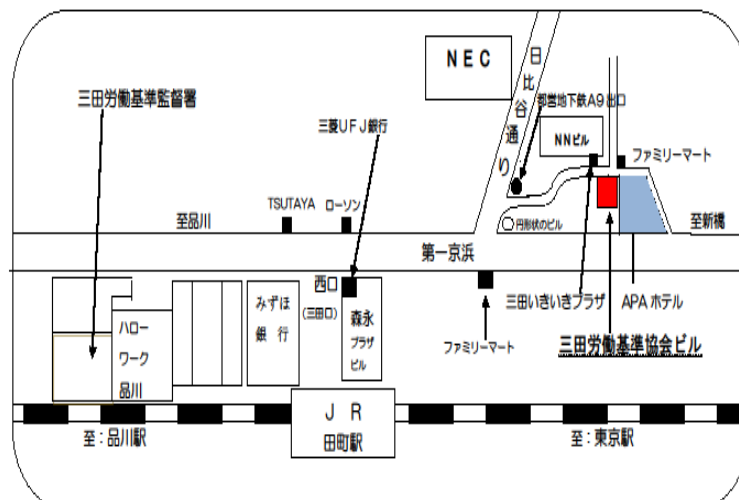 NEC
日比谷通り
三田労働基準監督署
都営地下鉄A9出口
三菱UFJ銀行
NNビル
ファミリーマート
TSUTAYA ローソン
至品川
円形状のビル
至新橋
第一京浜
西口
(三田口)
みずほ
銀 行
森永
プラザ
ビル
三田いきいきプラザ
APAホテル
ハロー
ワーク
品川
ファミリーマート
三田労働基準協会ビル
J R
田町駅
至:品川駅
至:東京駅